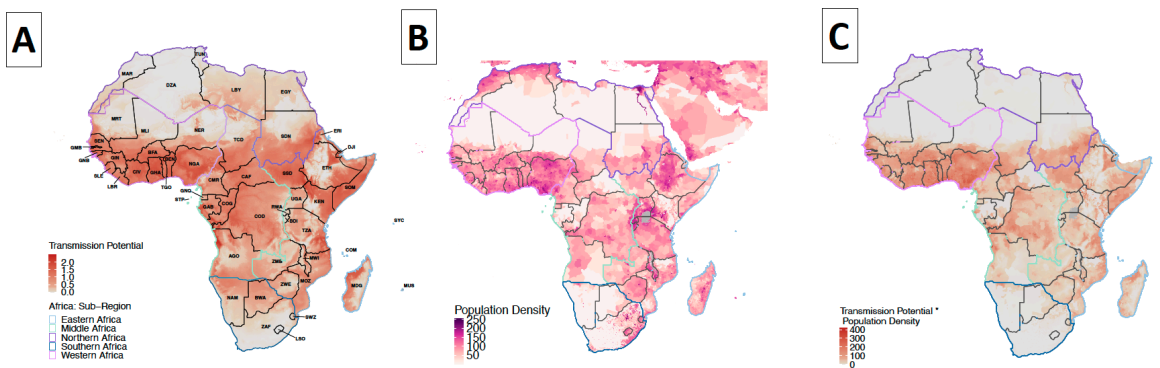 A
B
C
TUN
MAR
DZA
LBY
EGY
MRT
MLI
NER
TCD
SDN
ERI
DJI
SEN
GMB
GNB
GIN
BFA
BEN
NGA
SLE
LBR
CIV
GHA
TGO
CMR
CAF
SSD
ETH
SOM
GNQ
STP
GAB
COG
COD
UGA
KEN
RWA
BDI
TZA
SYC
COM
AGO
ZMB
MWI
MOZ
ZWE
MDG
MUS
NAM
BWA
SWZ
ZAF
LSO
Transmission Potential
2.0
1.5
1.0
0.5
0.0
Africa: Sub−Region
Eastern Africa
Middle Africa
Northern Africa
Southern Africa
Western Africa
Population Density
250
200
150
100
50
Transmission Potential *
Population Density
400
300
200
100
0